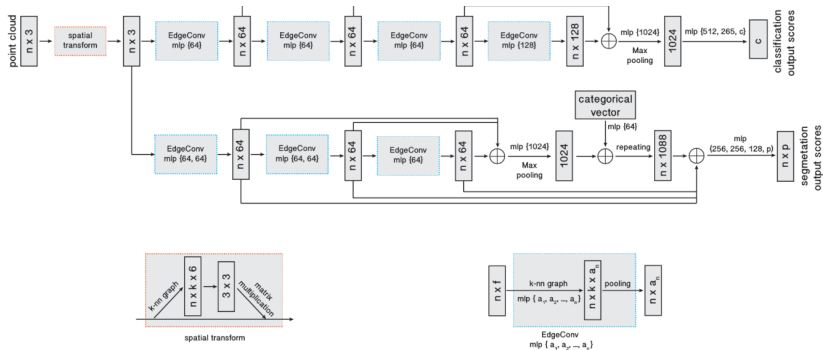 point cloud
n x 3
spatial
transform
n x 3
EdgeConv
mlp {64}
n x 64
EdgeConv
mlp {64}
n x 64
EdgeConv
mlp {64}
n x 64
EdgeConv
mlp {128}
n x 128
mlp {1024}
Max
pooling
1024
mlp {512, 265, c}
c
classification
output scores
EdgeConv
mlp {64, 64}
n x 64
EdgeConv
mlp {64, 64}
n x 64
EdgeConv
mlp {64}
n x 64
mlp {1024}
Max
pooling
1024
categorical
vector
mlp {64}
repeating
n x 1088
mlp
{256, 256, 128, p}
n x p
segmetation
output scores
k-nn graph
n x k x 6
3 x 3
matrix
multiplication
spatial transform
n x f
k-nn graph
mlp { a₁, a₂, ..., aₙ}
n x k x aₙ
pooling
n x aₙ
EdgeConv
mlp { a₁, a₂, ..., aₙ}